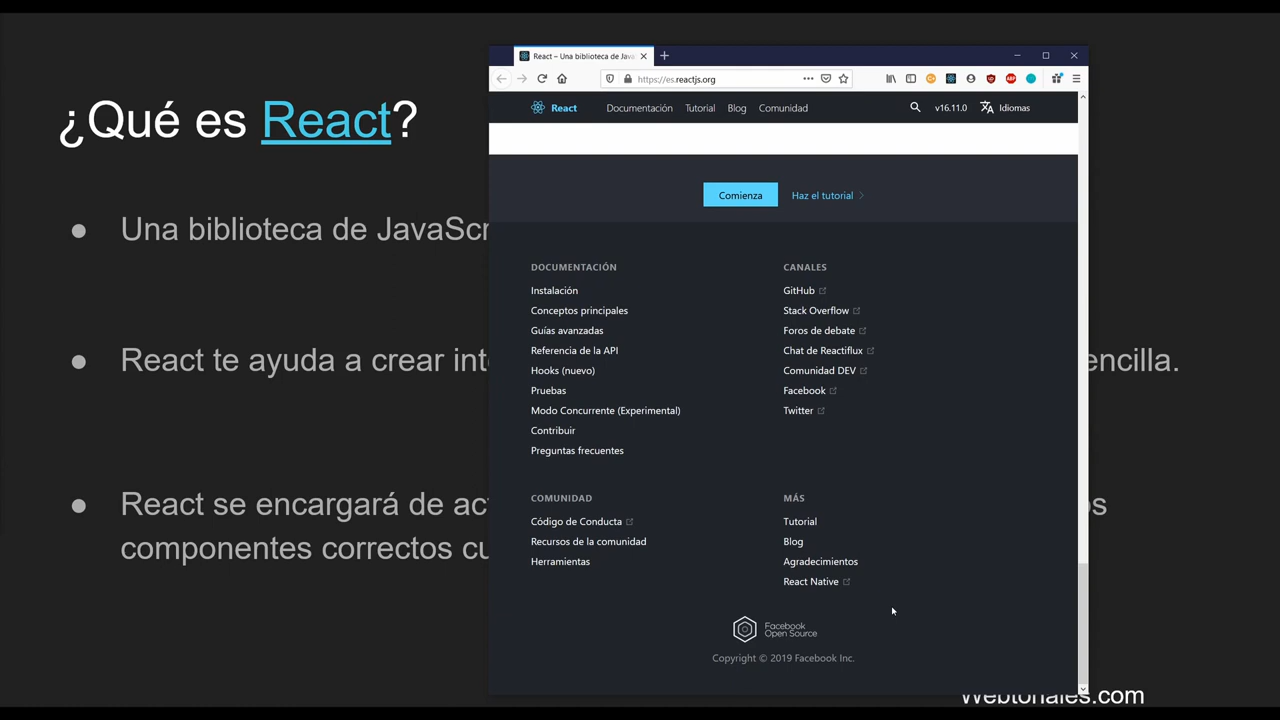 ¿Qué es React?
● Una biblioteca de JavaScr
● React te ayuda a crear int
encilla.
● React se encargará de ac
os
componentes correctos cu
React – Una biblioteca de Java
https://es.reactjs.org
React Documentación Tutorial Blog Comunidad v16.11.0 Idiomas
Comienza Haz el tutorial
DOCUMENTACIÓN
Instalación
Conceptos principales
Guías avanzadas
Referencia de la API
Hooks (nuevo)
Pruebas
Modo Concurrente (Experimental)
Contribuir
Preguntas frecuentes
CANALES
GitHub
Stack Overflow
Foros de debate
Chat de Reactiflux
Comunidad DEV
Facebook
Twitter
COMUNIDAD
Código de Conducta
Recursos de la comunidad
Herramientas
MÁS
Tutorial
Blog
Agradecimientos
React Native
Facebook
Open Source
Copyright © 2019 Facebook Inc.